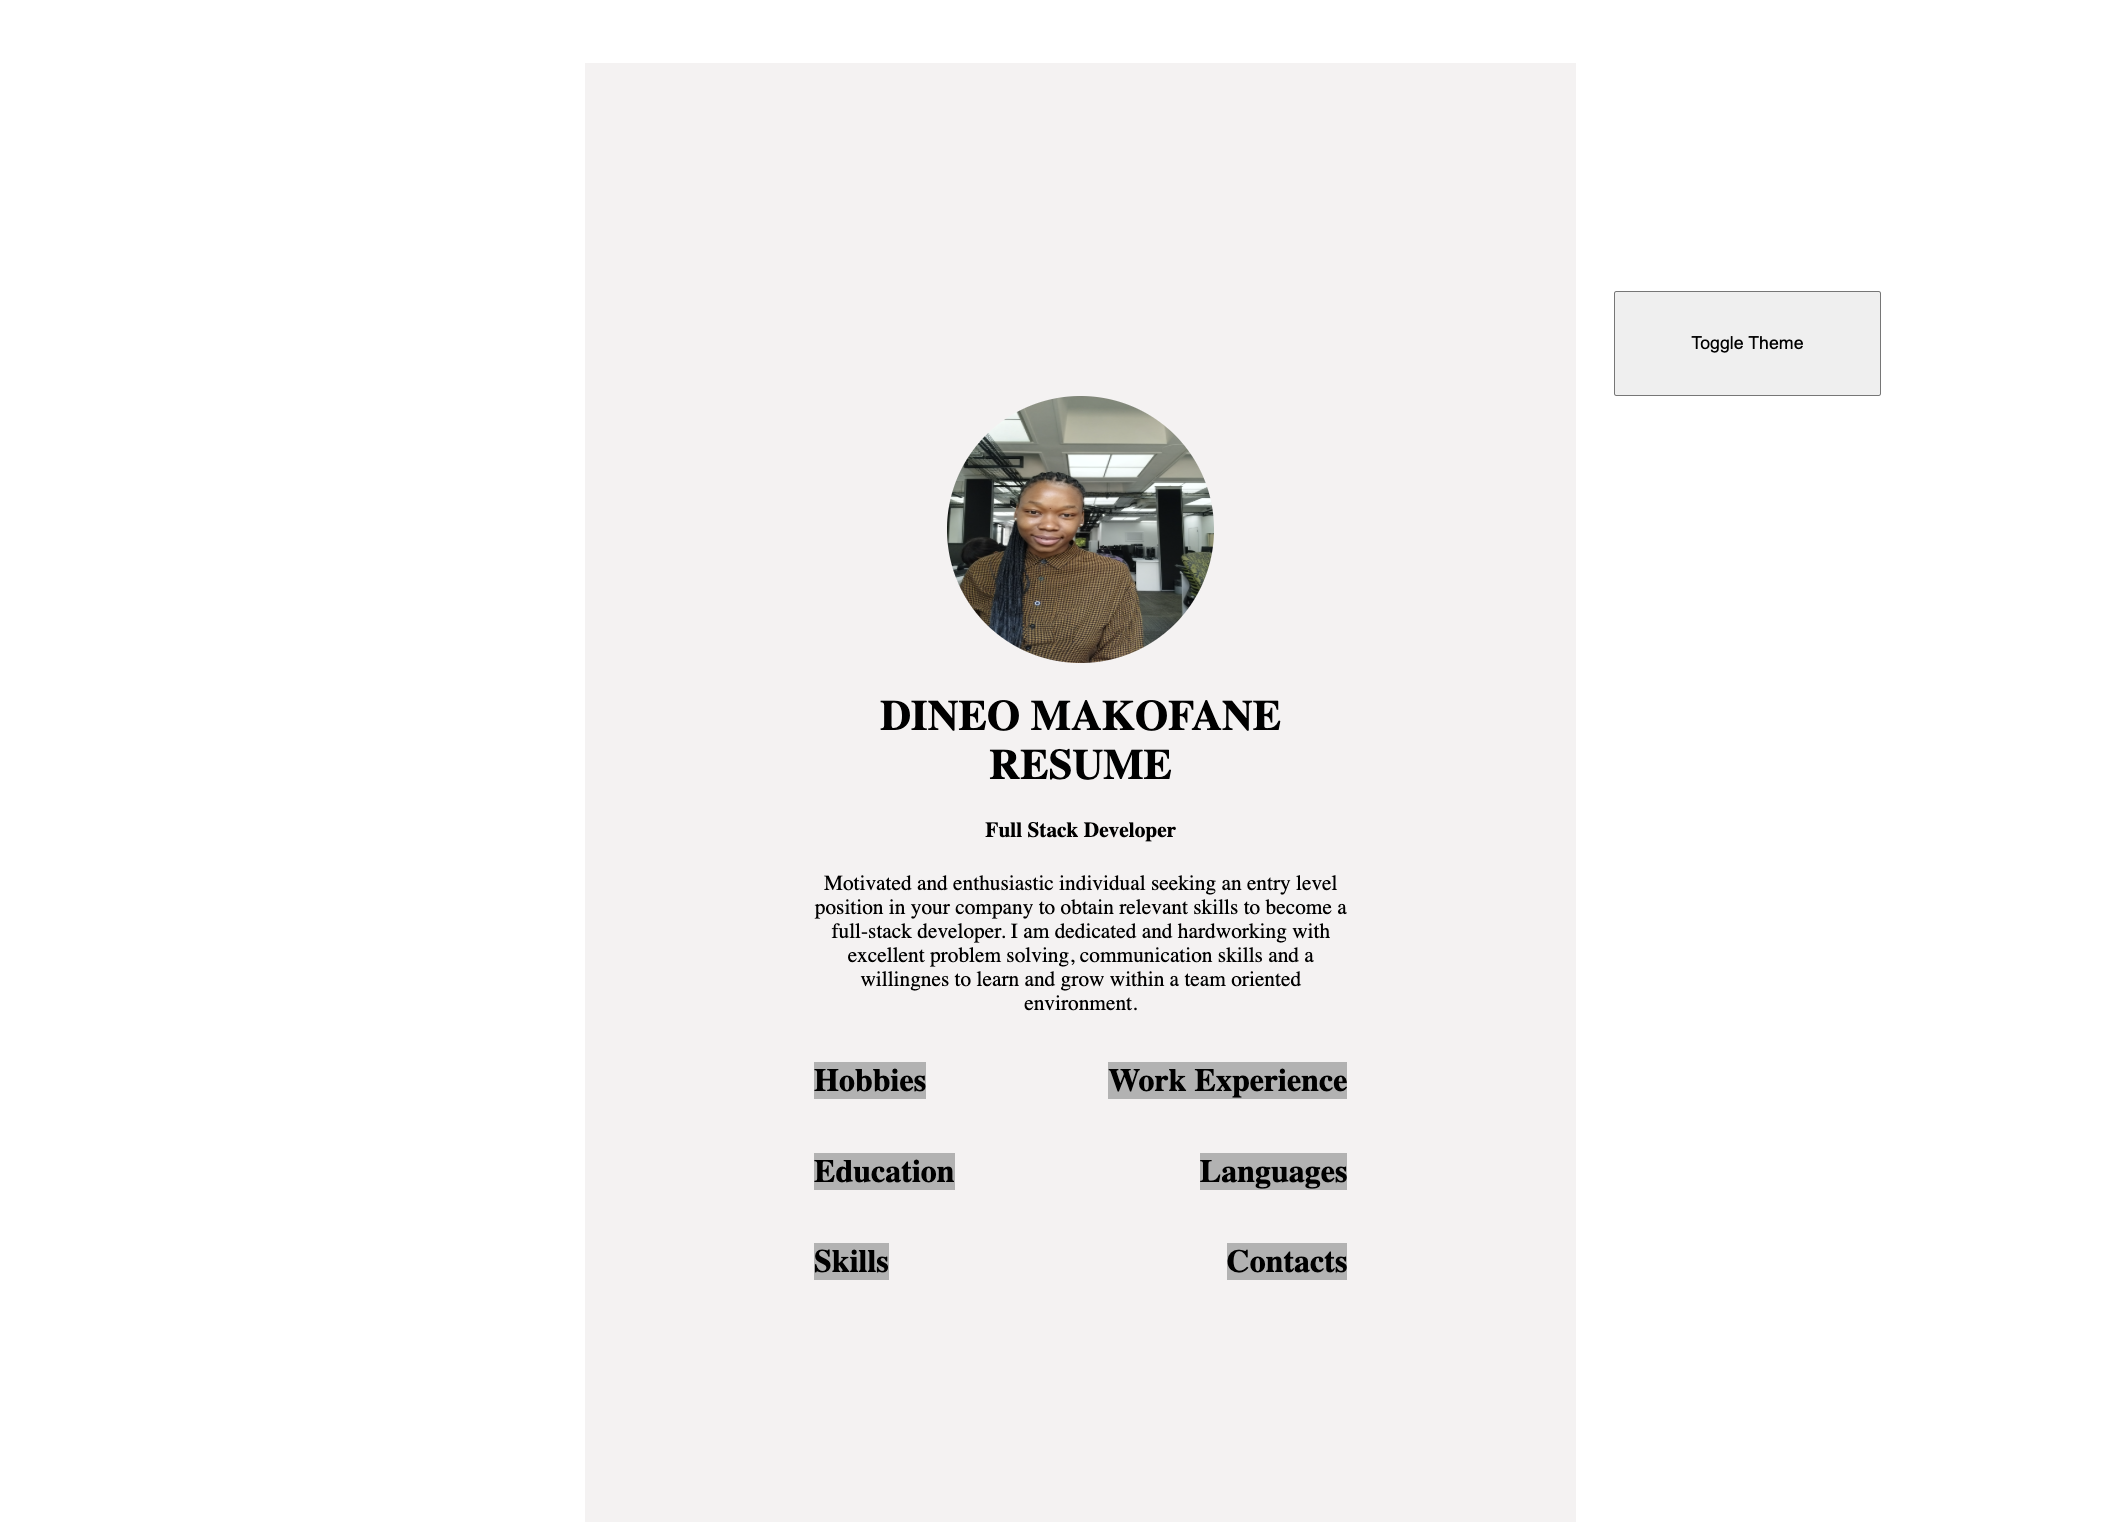 Toggle Theme
DINEO MAKOFANE
RESUME
Full Stack Developer
Motivated and enthusiastic individual seeking an entry level
position in your company to obtain relevant skills to become a
full-stack developer. I am dedicated and hardworking with
excellent problem solving, communication skills and a
willingnes to learn and grow within a team oriented
environment.
Hobbies
Work Experience
Education
Languages
Skills
Contacts